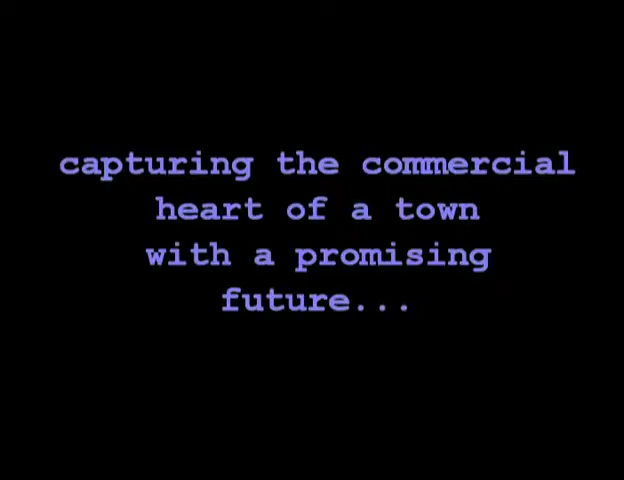 capturing the commercial
heart of a town
with a promising
future...